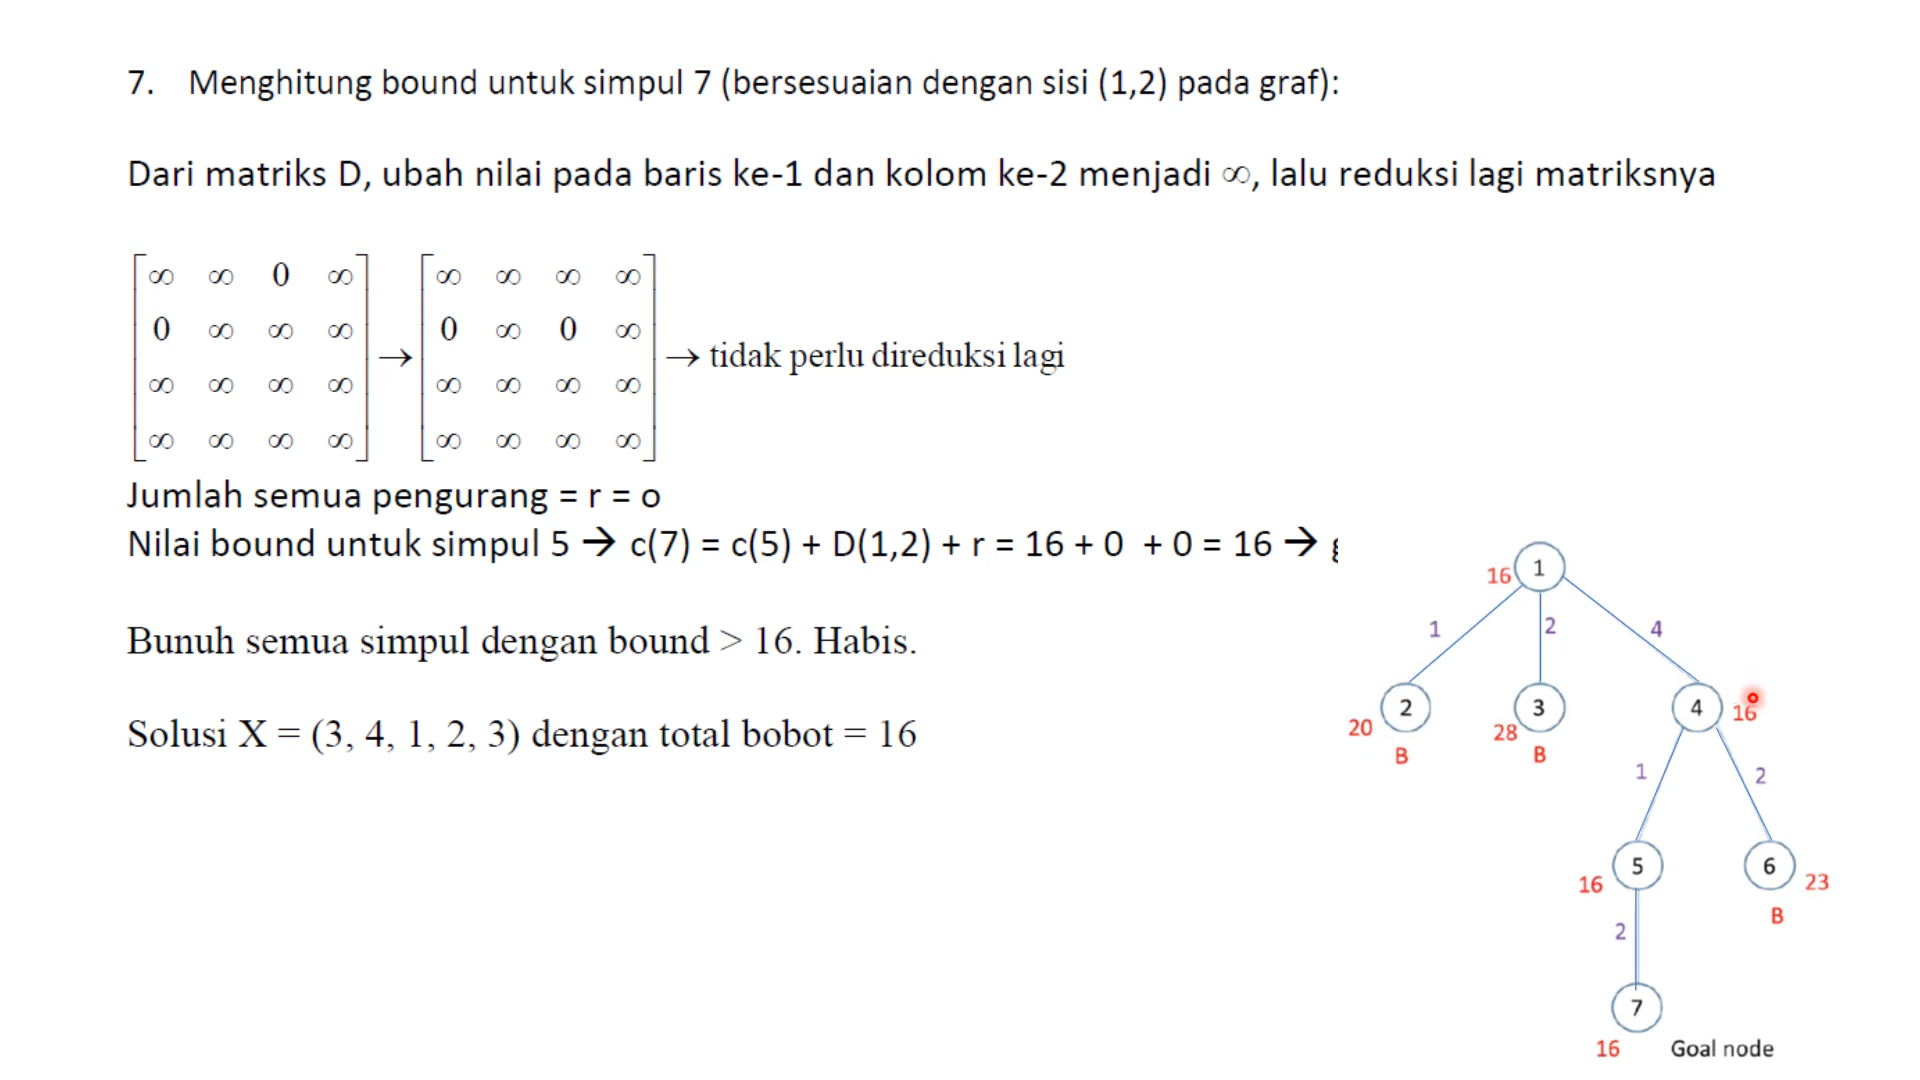 7. Menghitung bound untuk simpul 7 (bersesuaian dengan sisi (1,2) pada graf):
Dari matriks D, ubah nilai pada baris ke-1 dan kolom ke-2 menjadi ∞, lalu reduksi lagi matriksnya
∞ ∞ 0 ∞ ∞ ∞ ∞ ∞
0 ∞ ∞ ∞ 0 ∞ 0 ∞
→ → tidak perlu direduksi lagi
∞ ∞ ∞ ∞ ∞ ∞ ∞ ∞
∞ ∞ ∞ ∞ ∞ ∞ ∞ ∞
Jumlah semua pengurang = r = o
Nilai bound untuk simpul 5 → c(7) = c(5) + D(1,2) + r = 16 + 0 + 0 = 16 →
Bunuh semua simpul dengan bound > 16. Habis.
Solusi X = (3, 4, 1, 2, 3) dengan total bobot = 16
16 1
1 2 4
2 3 4 16
20 28
B B
1 2
5 6
16 23
B
2
7
16 Goal node